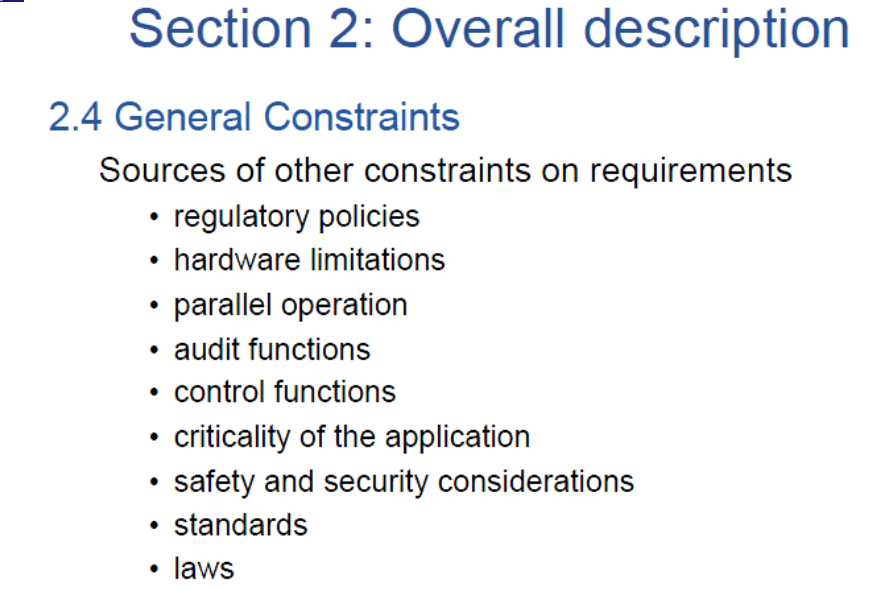 Section 2: Overall description
2.4 General Constraints
Sources of other constraints on requirements
• regulatory policies
• hardware limitations
• parallel operation
• audit functions
• control functions
• criticality of the application
• safety and security considerations
• standards
• laws